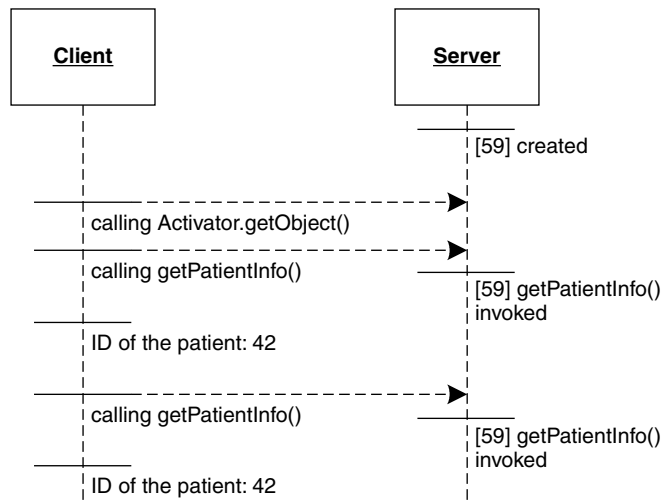 Client
Server
[59] created
calling Activator.getObject()
calling getPatientInfo()
[59] getPatientInfo()
invoked
ID of the patient: 42
calling getPatientInfo()
[59] getPatientInfo()
invoked
ID of the patient: 42